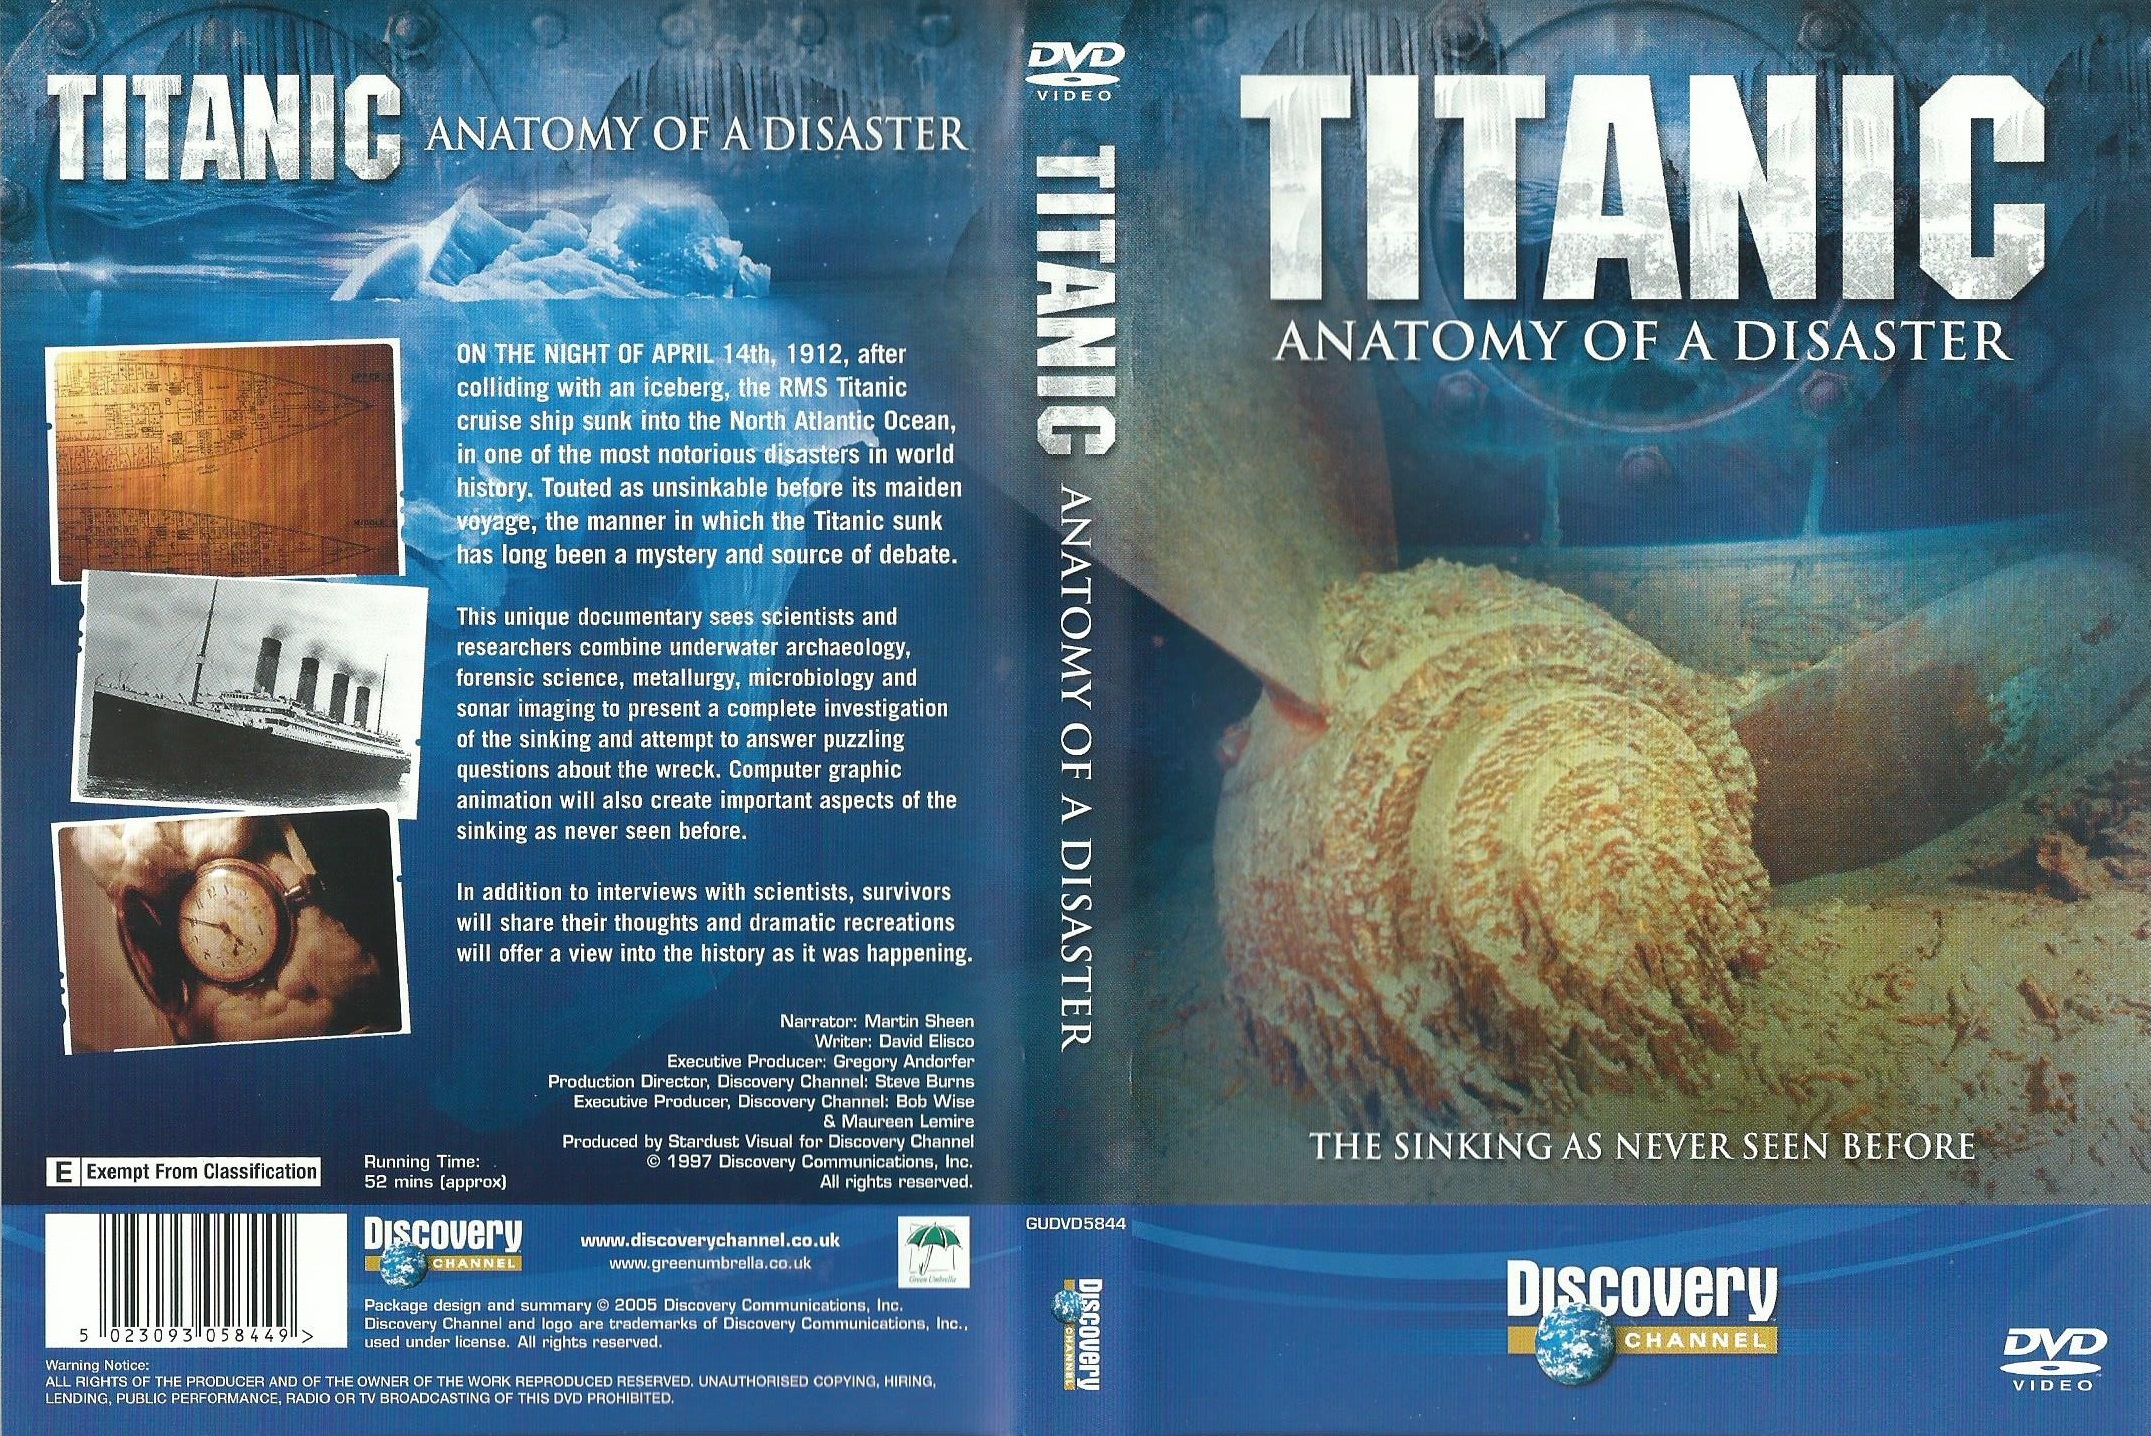 TITANIC ANATOMY OF A DISASTER
ON THE NIGHT OF APRIL 14th, 1912, after
colliding with an iceberg, the RMS Titanic
cruise ship sunk into the North Atlantic Ocean,
in one of the most notorious disasters in world
history. Touted as unsinkable before its maiden
voyage, the manner in which the Titanic sunk
has long been a mystery and source of debate.
This unique documentary sees scientists and
researchers combine underwater archaeology,
forensic science, metallurgy, microbiology and
sonar imaging to present a complete investigation
of the sinking and attempt to answer puzzling
questions about the wreck. Computer graphic
animation will also create important aspects of the
sinking as never seen before.
In addition to interviews with scientists, survivors
will share their thoughts and dramatic recreations
will offer a view into the history as it was happening.
Narrator: Martin Sheen
Writer: David Elisco
Executive Producer: Gregory Andorfer
Production Director, Discovery Channel: Steve Burns
Executive Producer, Discovery Channel: Bob Wise
& Maureen Lemire
Produced by Stardust Visual for Discovery Channel
© 1997 Discovery Communications, Inc.
All rights reserved.
E Exempt From Classification
Running Time:
52 mins (approx)
5 023093 058449 >
Discovery
CHANNEL
www.discoverychannel.co.uk
www.greenumbrella.co.uk
Green Umbrella
Package design and summary © 2005 Discovery Communications, Inc.
Discovery Channel and logo are trademarks of Discovery Communications, Inc.,
used under license. All rights reserved.
Warning Notice:
ALL RIGHTS OF THE PRODUCER AND OF THE OWNER OF THE WORK REPRODUCED RESERVED. UNAUTHORISED COPYING, HIRING,
LENDING, PUBLIC PERFORMANCE, RADIO OR TV BROADCASTING OF THIS DVD PROHIBITED.
DVD
VIDEO
TITANIC ANATOMY OF A DISASTER
GUDVD5844
Discovery
CHANNEL
TITANIC
ANATOMY OF A DISASTER
THE SINKING AS NEVER SEEN BEFORE
Discovery
CHANNEL
DVD
VIDEO